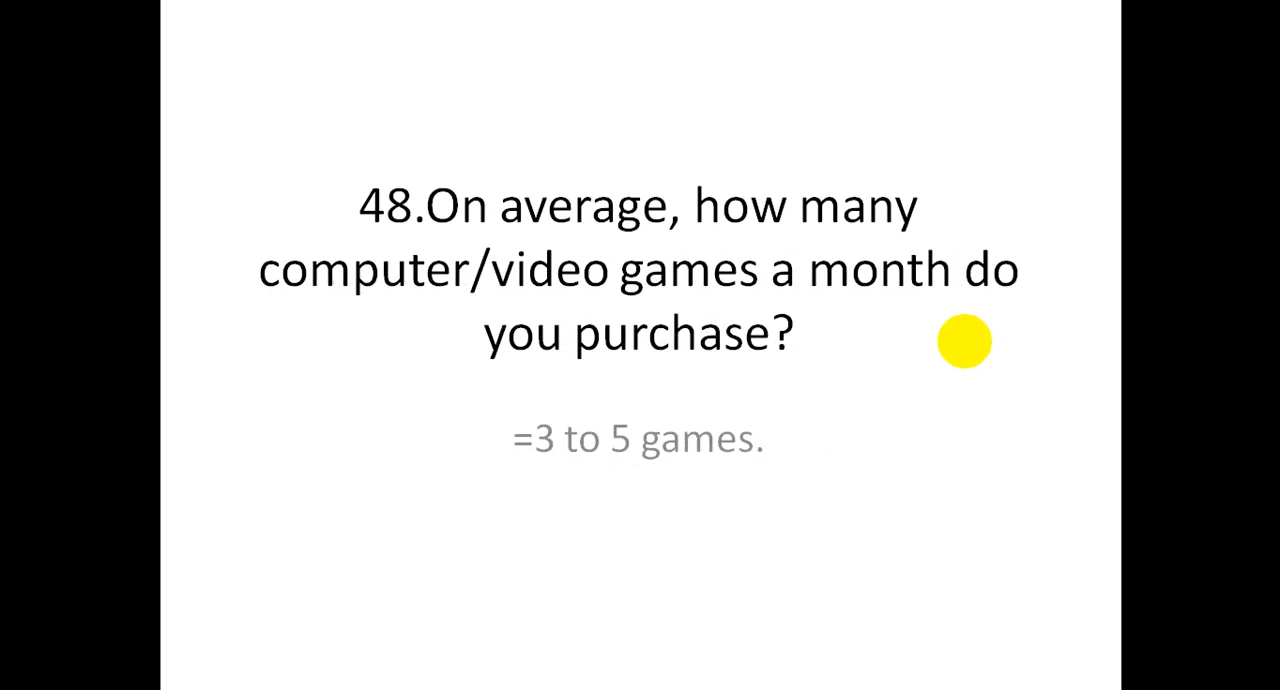 48.On average, how many
computer/video games a month do
you purchase?
=3 to 5 games.